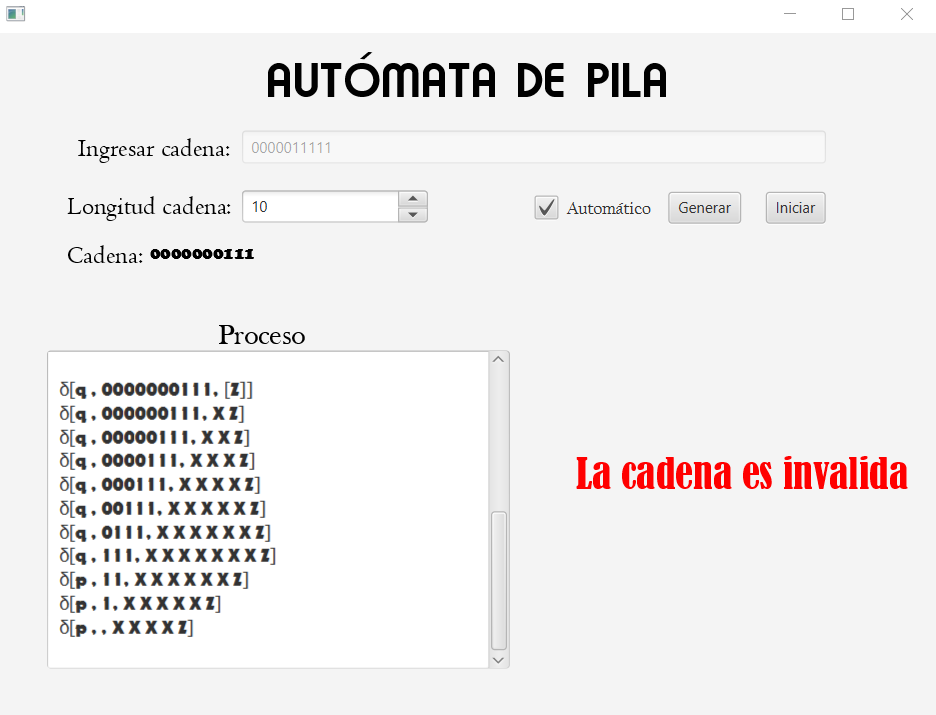 AUTÓMATA DE PILA
Ingresar cadena: 0000011111
Longitud cadena: 10 Automático Generar Iniciar
Cadena: 0000000111
Proceso
δ[q , 0000000111, [Z]]
δ[q , 000000111, X Z]
δ[q , 00000111, X X Z]
δ[q , 0000111, X X X Z]
δ[q , 000111, X X X X Z]
δ[q , 00111, X X X X X Z]
δ[q , 0111, X X X X X X Z]
δ[q , 111, X X X X X X X Z]
δ[p , 11, X X X X X X Z]
δ[p , 1, X X X X X Z]
δ[p , , X X X X Z]
La cadena es invalida